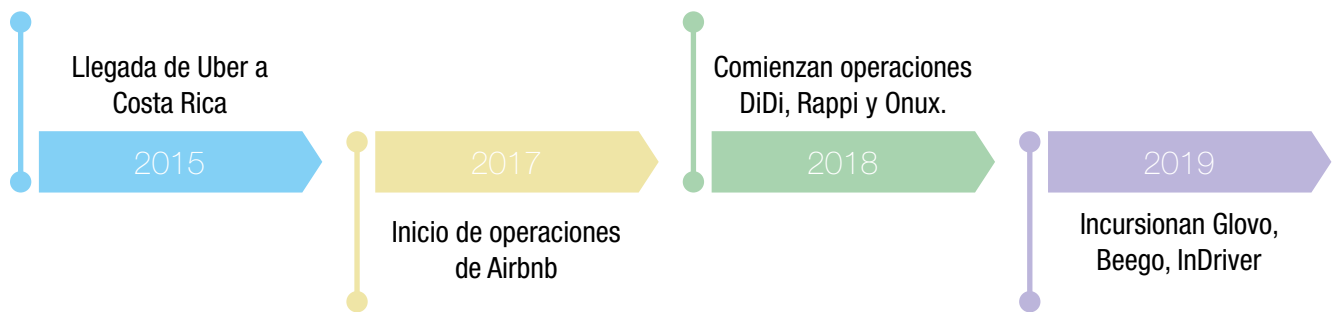 Llegada de Uber a
Costa Rica
2015
2017
Inicio de operaciones
de Airbnb
Comienzan operaciones
DiDi, Rappi y Onux.
2018
2019
Incursionan Glovo,
Beego, InDriver